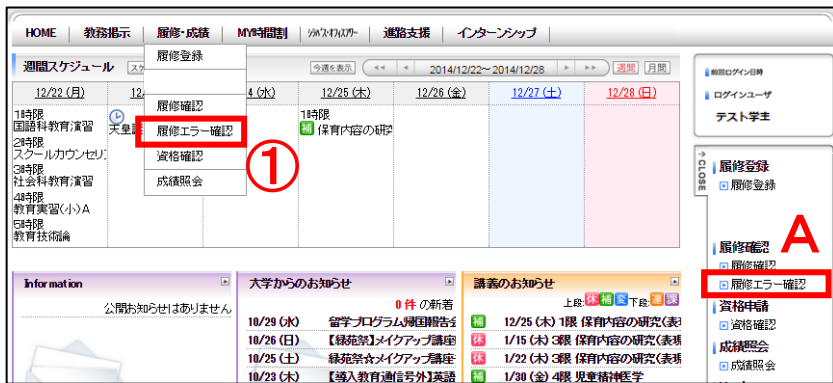 HOME 教務掲示 履修・成績 MY時間割 シラバス・オフィスアワー 進路支援 インターンシップ
履修登録
履修確認
履修エラー確認
資格確認
成績照会
①
週間スケジュール
今週を表示 2014/12/22～2014/12/28 週間 月間
12/22 (月) 12/25 (木) 12/26 (金) 12/27 (土) 12/28 (日)
1時限
国語科教育演習
2時限
スクールカウンセリ
3時限
社会科教育演習
4時限
教育実習(小)A
5時限
教育技術論
1時限
補 保育内容の研究
前回ログイン日時
ログインユーザ
テスト学生
CLOSE
履修登録
履修登録
A
履修確認
履修確認
履修エラー確認
資格申請
資格確認
成績照会
成績照会
Information
公開お知らせはありません
大学からのお知らせ
0 件 の新着
10/29 (水) 留学プログラム帰国報告会
10/26 (日) 【緑苑祭】メイクアップ講座
10/25 (土) 緑苑祭☆メイクアップ講座
10/23 (木) 【導入教育通信号外】英語
講義のお知らせ
上段:休 補 変 下段:連 課
補 12/25 (木) 1限 保育内容の研究(表現
休 1/15 (木) 3限 保育内容の研究(表現
休 1/22 (木) 3限 保育内容の研究(表現
補 1/30 (金) 4限 児童精神医学